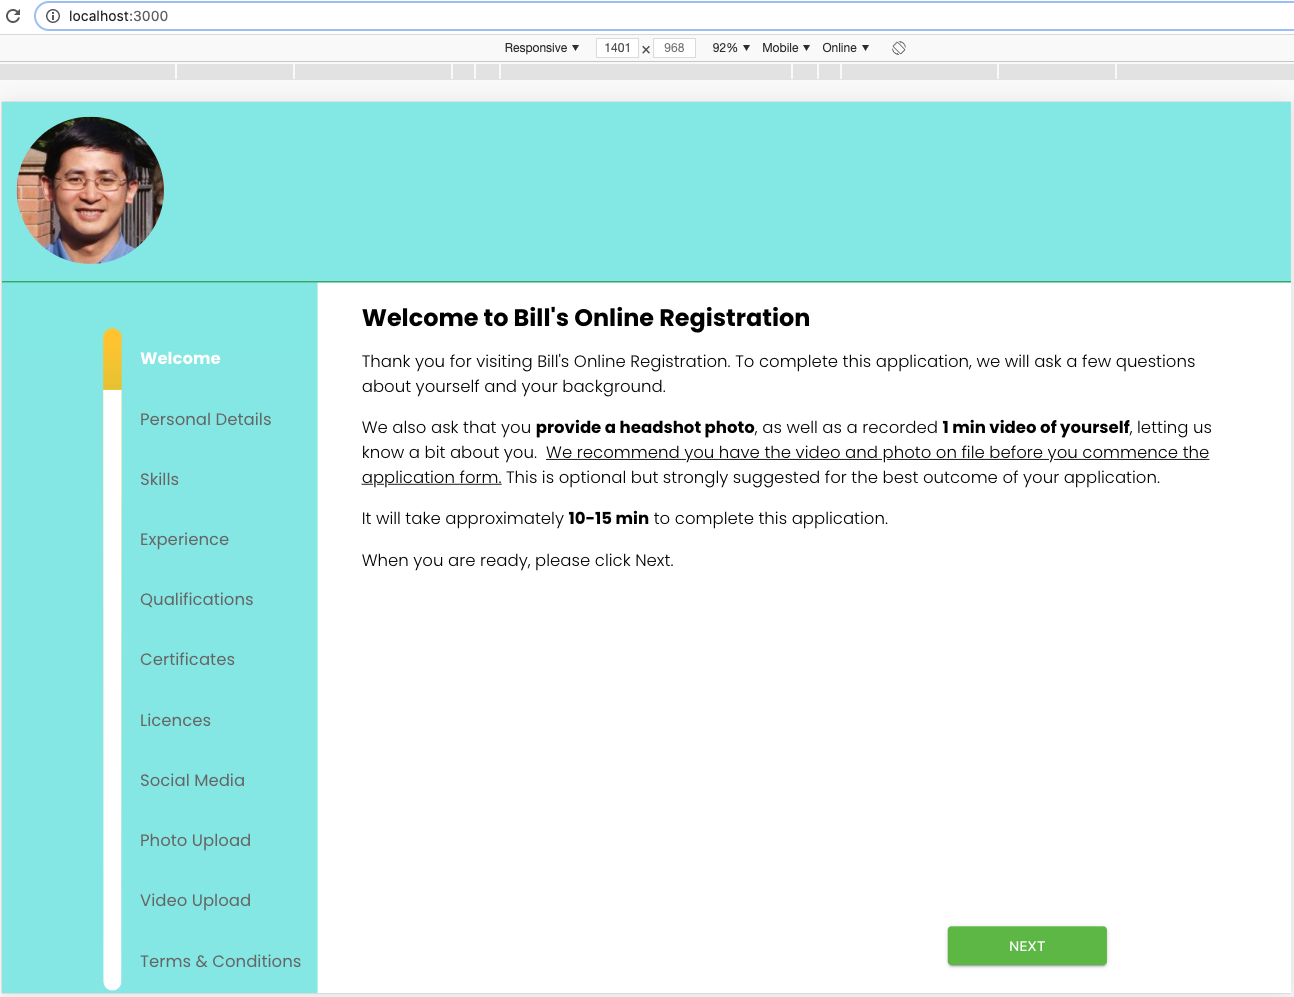 localhost:3000
Responsive ▼ 1401 x 968 92% ▼ Mobile ▼ Online ▼
Welcome to Bill's Online Registration
Thank you for visiting Bill's Online Registration. To complete this application, we will ask a few questions
about yourself and your background.
We also ask that you provide a headshot photo, as well as a recorded 1 min video of yourself, letting us
know a bit about you. We recommend you have the video and photo on file before you commence the
application form. This is optional but strongly suggested for the best outcome of your application.
It will take approximately 10-15 min to complete this application.
When you are ready, please click Next.
Welcome
Personal Details
Skills
Experience
Qualifications
Certificates
Licences
Social Media
Photo Upload
Video Upload
Terms & Conditions
NEXT